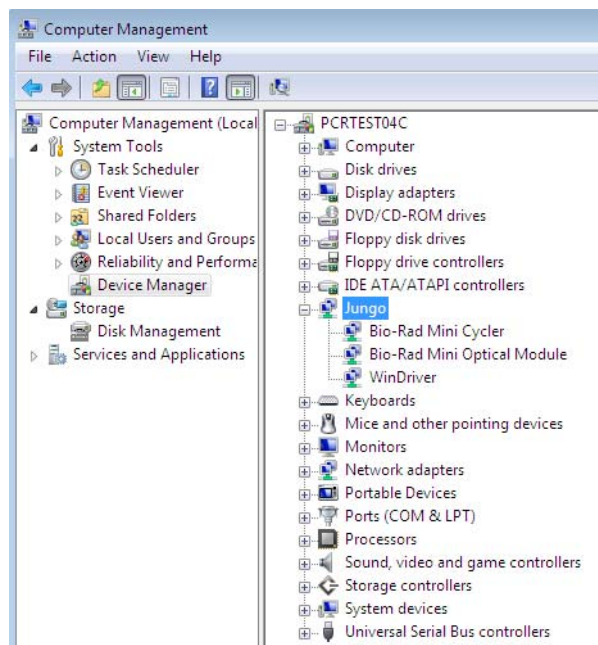 Computer Management
File Action View Help
Computer Management (Local
System Tools
Task Scheduler
Event Viewer
Shared Folders
Local Users and Groups
Reliability and Performa
Device Manager
Storage
Disk Management
Services and Applications
PCRTEST04C
Computer
Disk drives
Display adapters
DVD/CD-ROM drives
Floppy disk drives
Floppy drive controllers
IDE ATA/ATAPI controllers
Jungo
Bio-Rad Mini Cycler
Bio-Rad Mini Optical Module
WinDriver
Keyboards
Mice and other pointing devices
Monitors
Network adapters
Portable Devices
Ports (COM & LPT)
Processors
Sound, video and game controllers
Storage controllers
System devices
Universal Serial Bus controllers